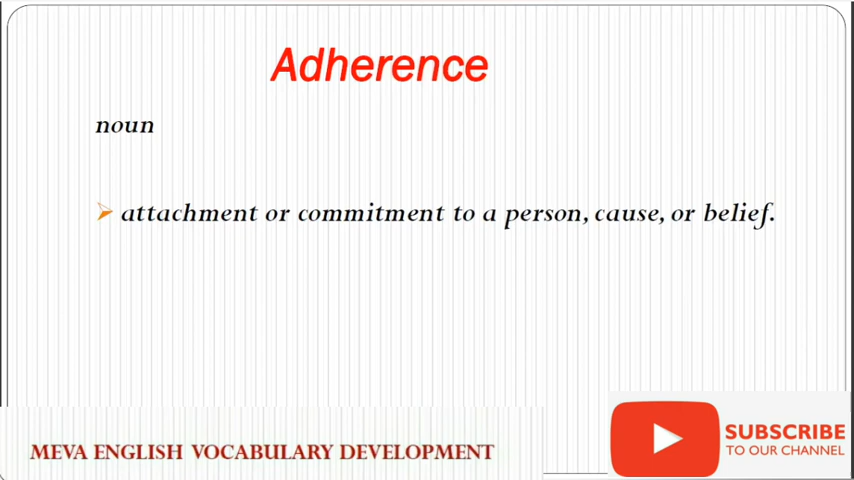 Adherence
noun
attachment or commitment to a person, cause, or belief.
MEVA ENGLISH VOCABULARY DEVELOPMENT
SUBSCRIBE
TO OUR CHANNEL